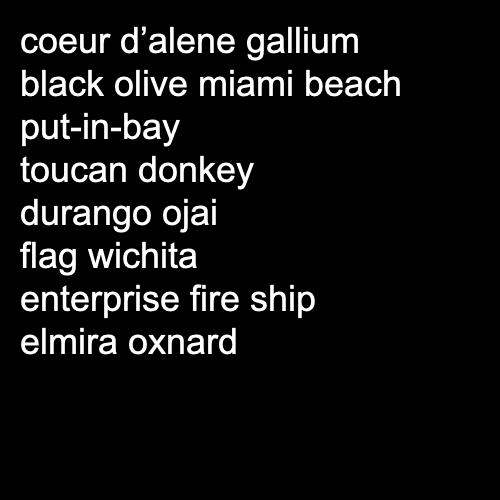 coeur d’alene gallium
black olive miami beach
put-in-bay
toucan donkey
durango ojai
flag wichita
enterprise fire ship
elmira oxnard